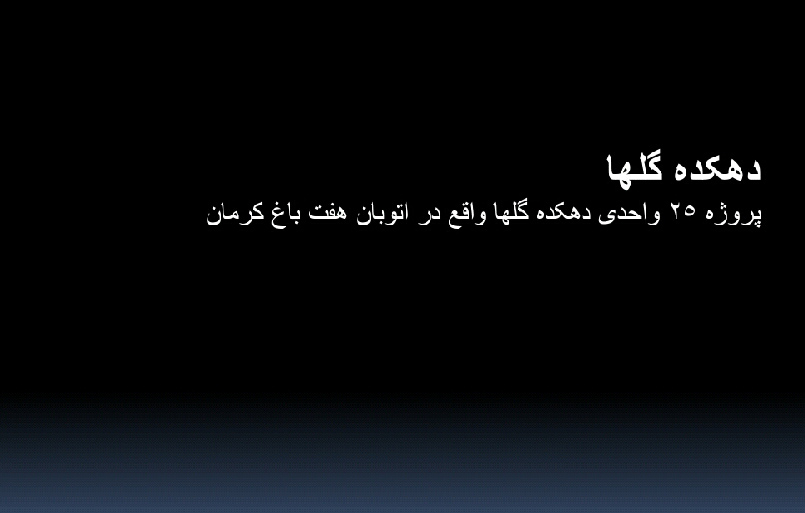 دهکده گلها
پروژه ۲۵ واحدی دهکده گلها واقع در اتوبان هفت باغ کرمان